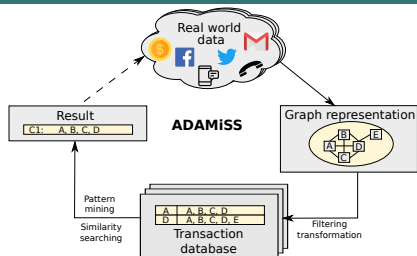 Real world
data
ADAMiSS
Result
C1: A, B, C, D
Graph representation
B E
A D
C
Pattern
mining
Similarity
searching
A A, B, C, D
D A, B, C, D, E
Transaction
database
Filtering
transformation